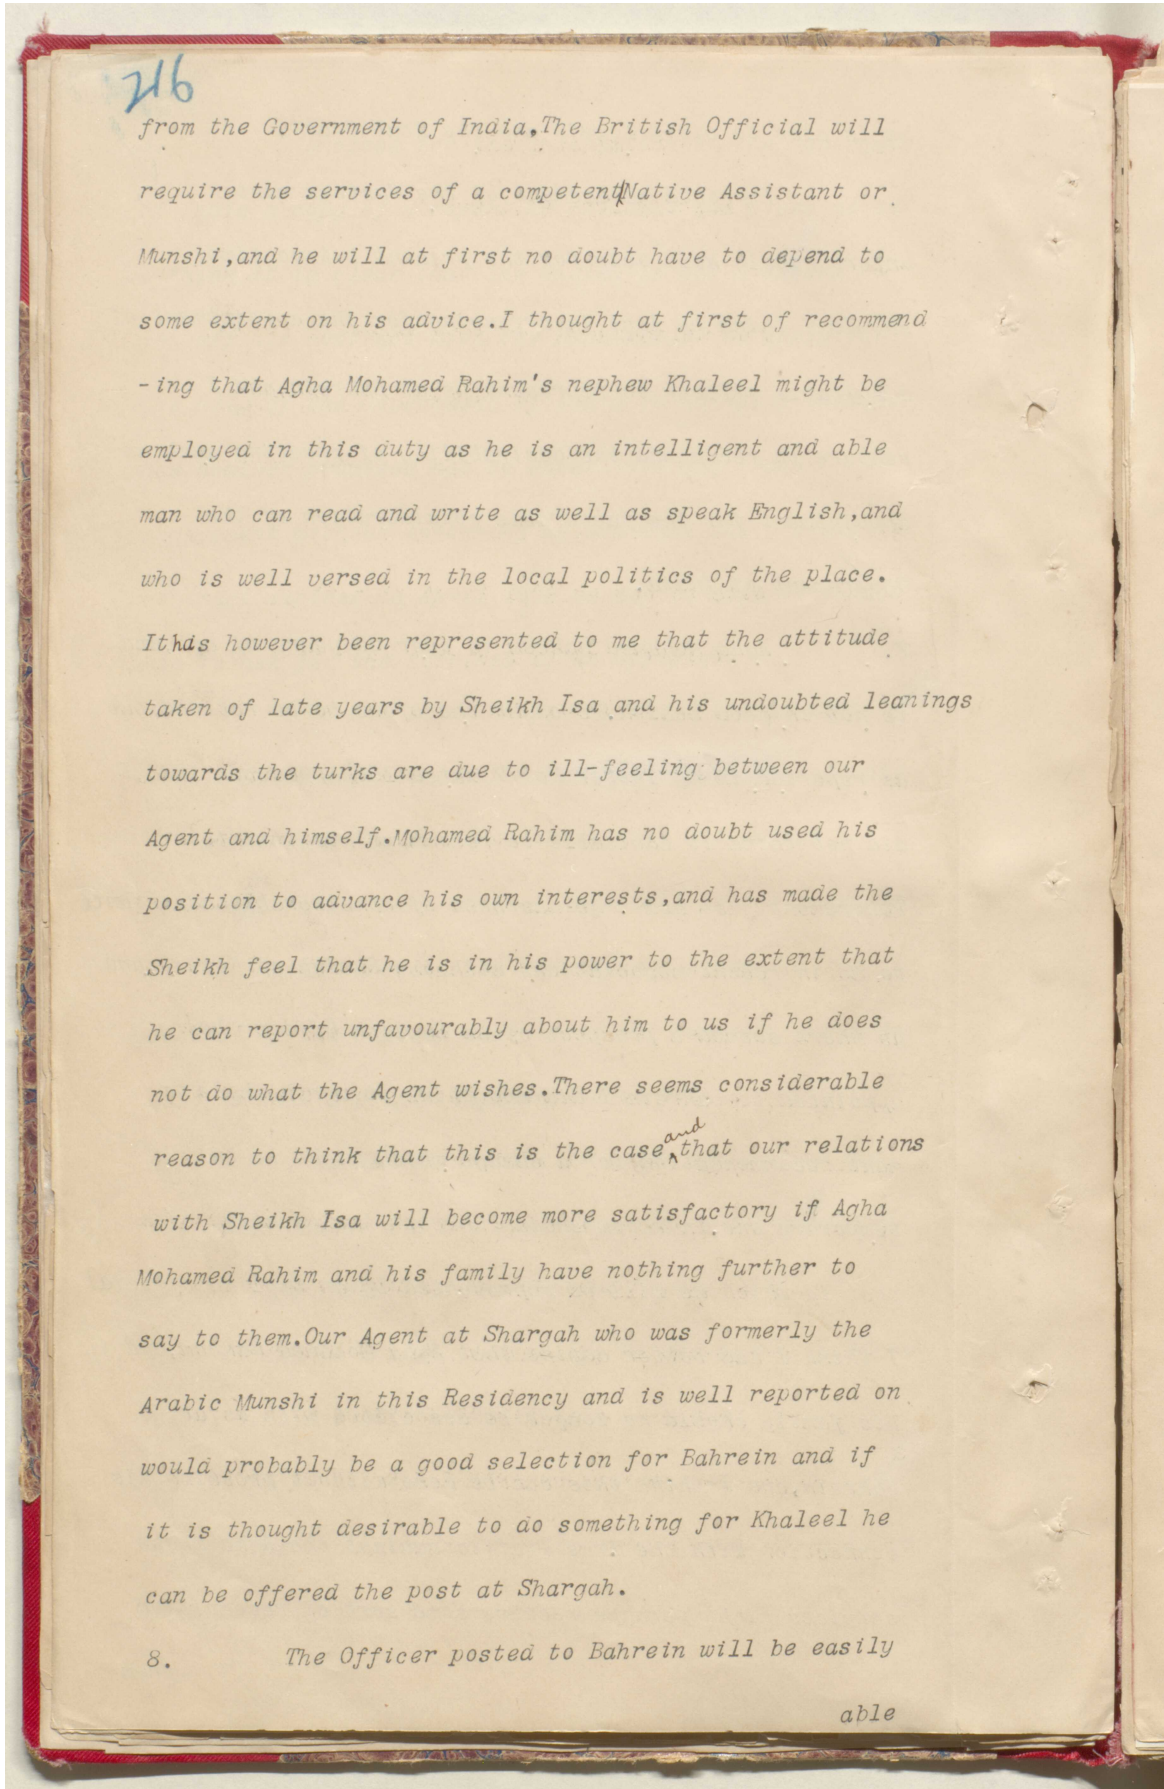 216
from the Government of India.The British Official will
require the services of a competent Native Assistant or
Munshi,and he will at first no doubt have to depend to
some extent on his advice.I thought at first of recommend
-ing that Agha Mohamed Rahim's nephew Khaleel might be
employed in this duty as he is an intelligent and able
man who can read and write as well as speak English,and
who is well versed in the local politics of the place.
It has however been represented to me that the attitude
taken of late years by Sheikh Isa and his undoubted leanings
towards the turks are due to ill-feeling between our
Agent and himself.Mohamed Rahim has no doubt used his
position to advance his own interests,and has made the
Sheikh feel that he is in his power to the extent that
he can report unfavourably about him to us if he does
not do what the Agent wishes.There seems considerable
reason to think that this is the case and that our relations
with Sheikh Isa will become more satisfactory if Agha
Mohamed Rahim and his family have nothing further to
say to them.Our Agent at Shargah who was formerly the
Arabic Munshi in this Residency and is well reported on
would probably be a good selection for Bahrein and if
it is thought desirable to do something for Khaleel he
can be offered the post at Shargah.
8. The Officer posted to Bahrein will be easily
able